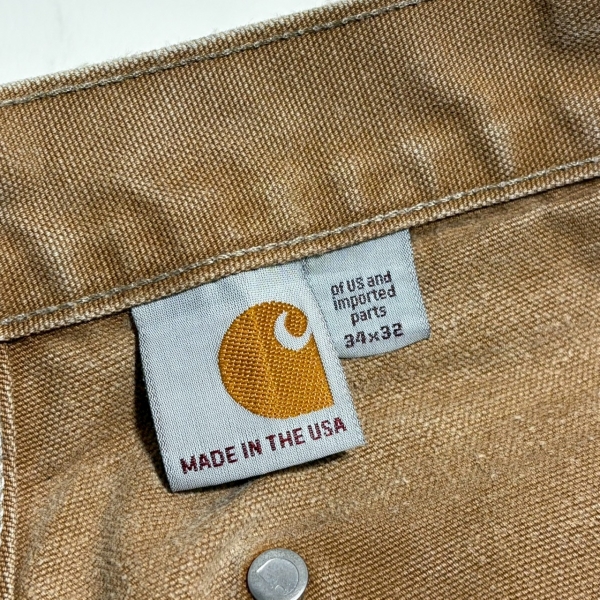 MADE IN THE USA
of US and
imported
parts
34x32